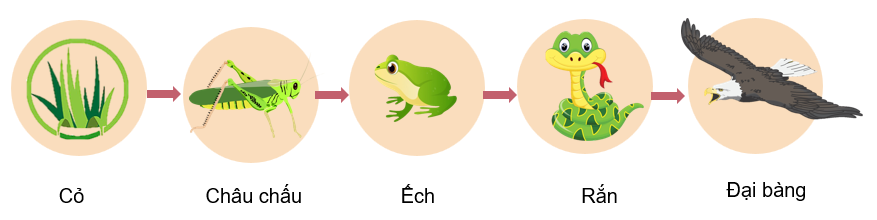 Cỏ
Châu chấu
Ếch
Rắn
Đại bàng